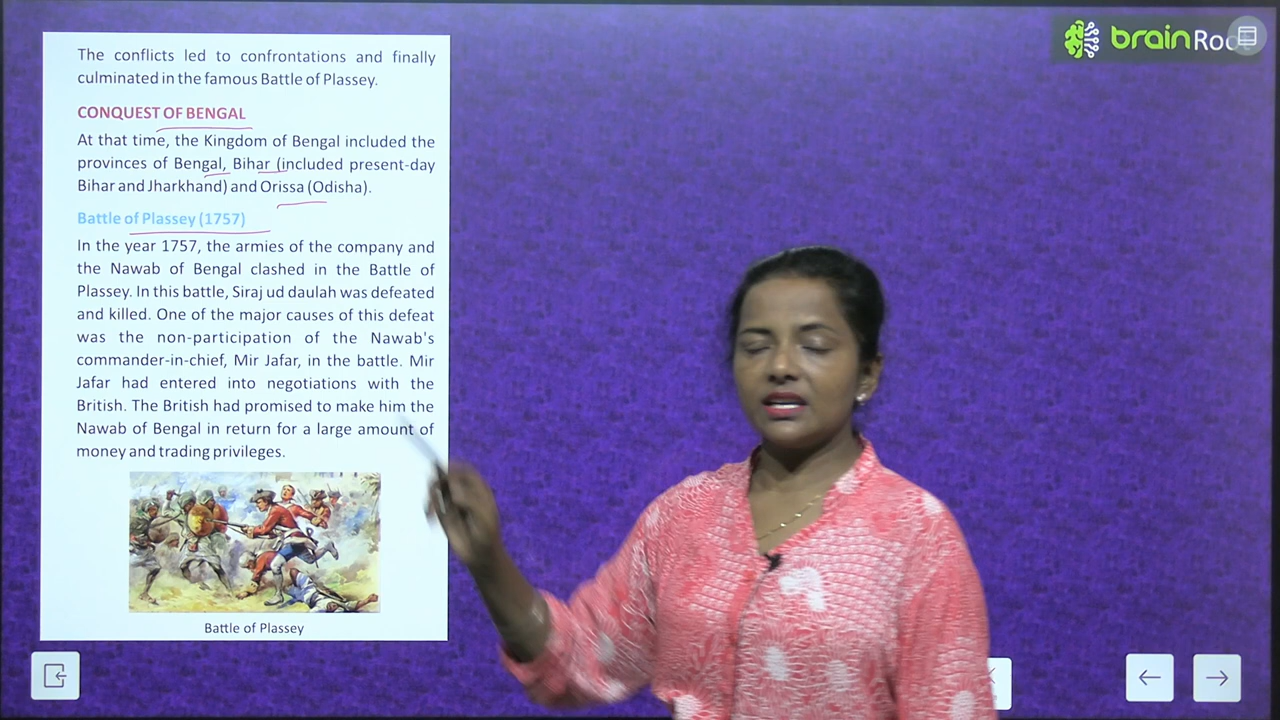 The conflicts led to confrontations and finally
culminated in the famous Battle of Plassey.
CONQUEST OF BENGAL
At that time, the Kingdom of Bengal included the
provinces of Bengal, Bihar (included present-day
Bihar and Jharkhand) and Orissa (Odisha).
Battle of Plassey (1757)
In the year 1757, the armies of the company and
the Nawab of Bengal clashed in the Battle of
Plassey. In this battle, Siraj ud daulah was defeated
and killed. One of the major causes of this defeat
was the non-participation of the Nawab's
commander-in-chief, Mir Jafar, in the battle. Mir
Jafar had entered into negotiations with the
British. The British had promised to make him the
Nawab of Bengal in return for a large amount of
money and trading privileges.
Battle of Plassey
brain